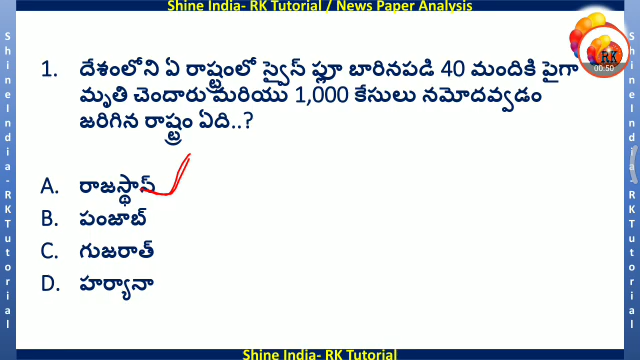 Shine India- RK Tutorial / News Paper Analysis
RK
00:50
1. దేశంలోని ఏ రాష్ట్రంలో స్వైన్ ఫ్లూ బారినపడి 40 మందికి పైగా
మృతి చెందారు మరియు 1,000 కేసులు నమోదవ్వడం
జరిగిన రాష్ట్రం ఏది..?
A. రాజస్థాన్
B. పంజాబ్
C. గుజరాత్
D. హర్యానా
Shine India- RK Tutorial
Shine India- RK Tutorial
Shine India- RK Tutorial